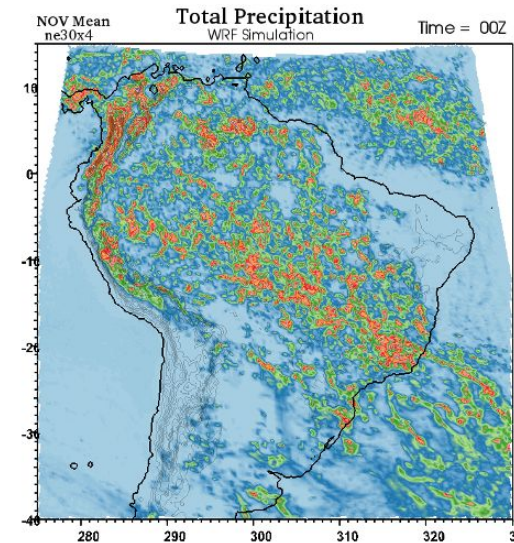 NOV Mean
ne30x4
Total Precipitation
WRF Simulation
Time = 00Z
10
0
-10
-20
-30
-40
280 290 300 310 320 3